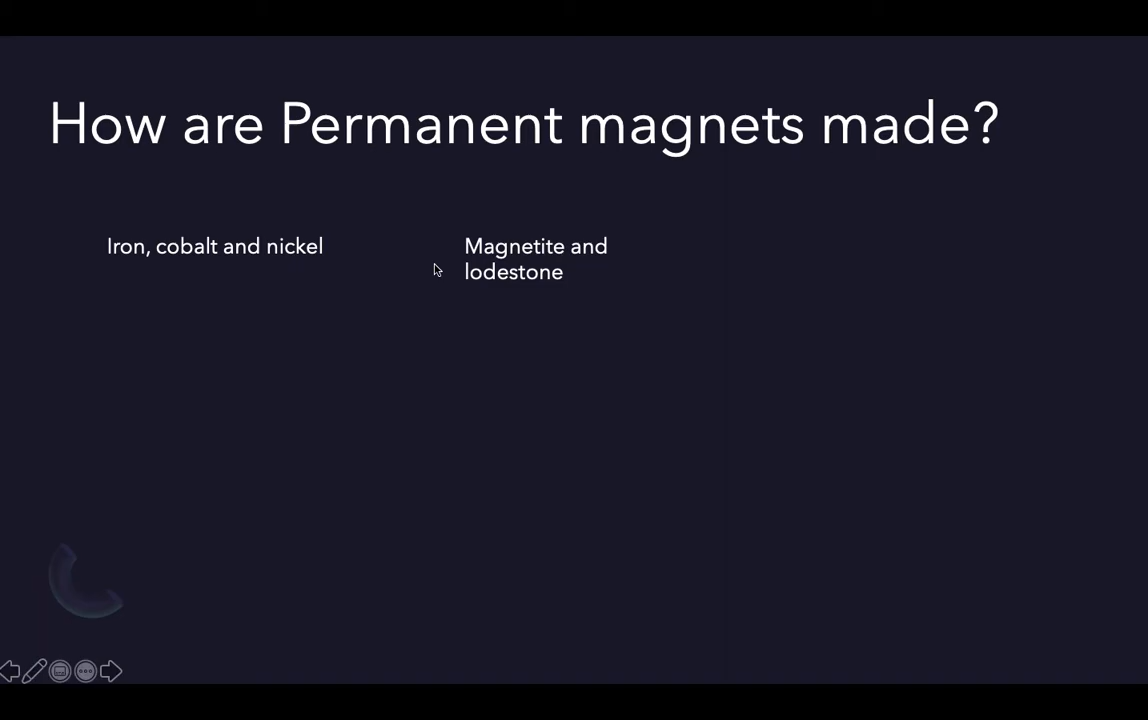 How are Permanent magnets made?
Iron, cobalt and nickel
Magnetite and
lodestone